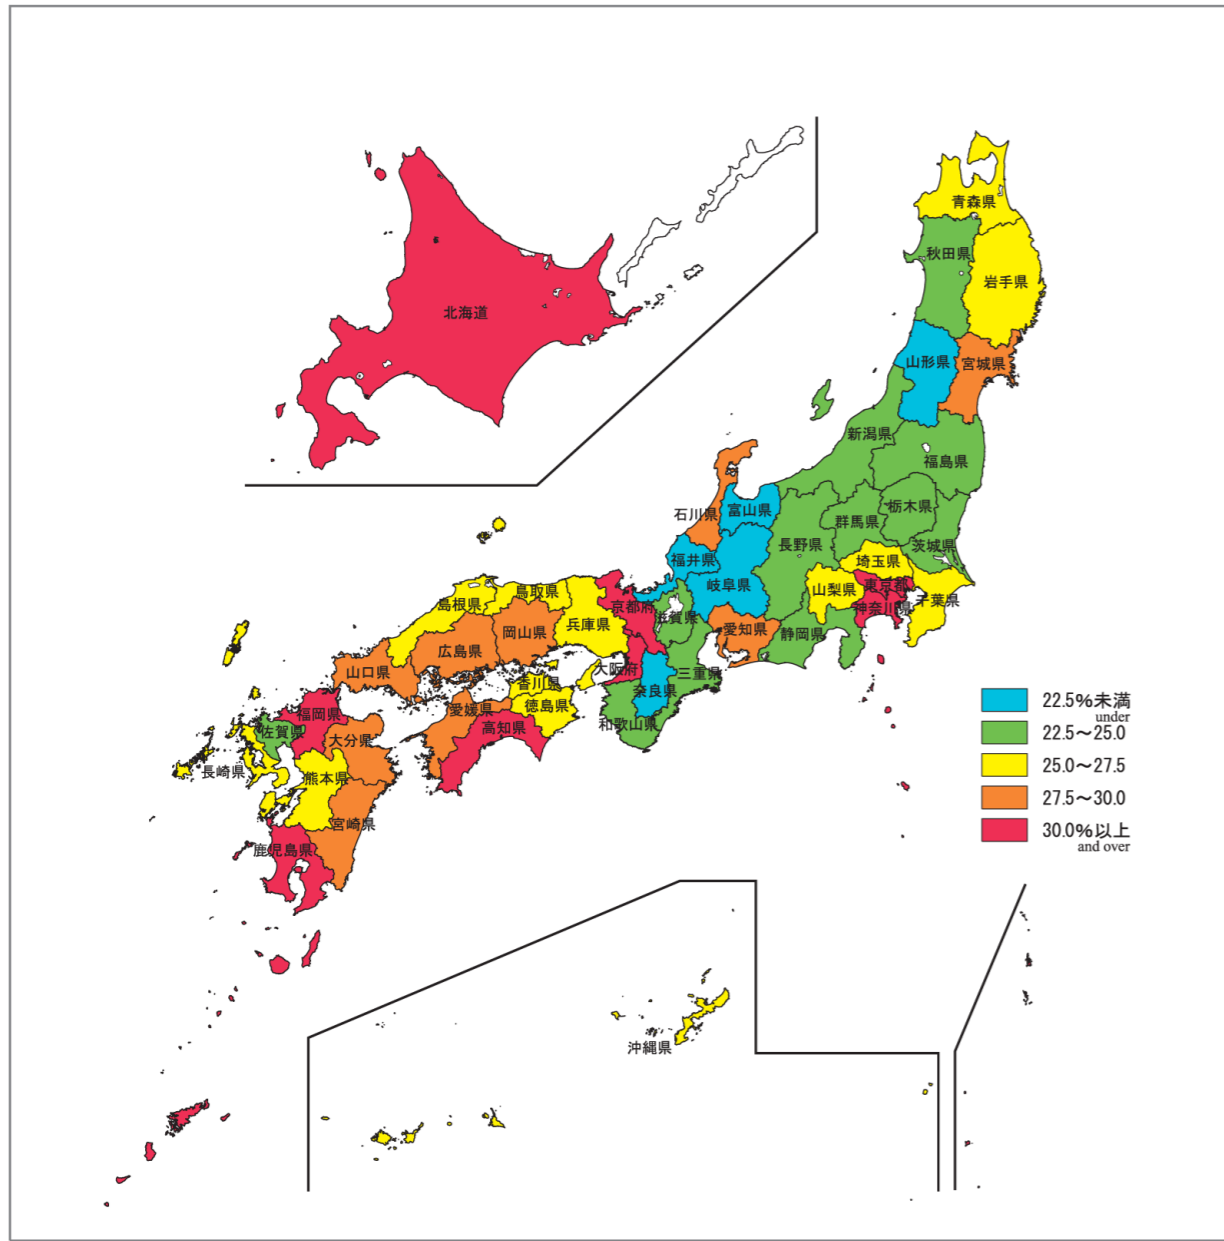 北海道
青森県
秋田県
岩手県
山形県
宮城県
新潟県
福島県
石川県
富山県
栃木県
群馬県
福井県
長野県
茨城県
岐阜県
埼玉県
山梨県
東京都
千葉県
神奈川県
鳥取県
島根県
京都府
滋賀県
兵庫県
愛知県
静岡県
岡山県
広島県
大阪府
三重県
山口県
香川県
奈良県
徳島県
和歌山県
愛媛県
高知県
福岡県
佐賀県
大分県
長崎県
熊本県
宮崎県
鹿児島県
沖縄県
22.5%未満
under
22.5〜25.0
25.0〜27.5
27.5〜30.0
30.0%以上
and over